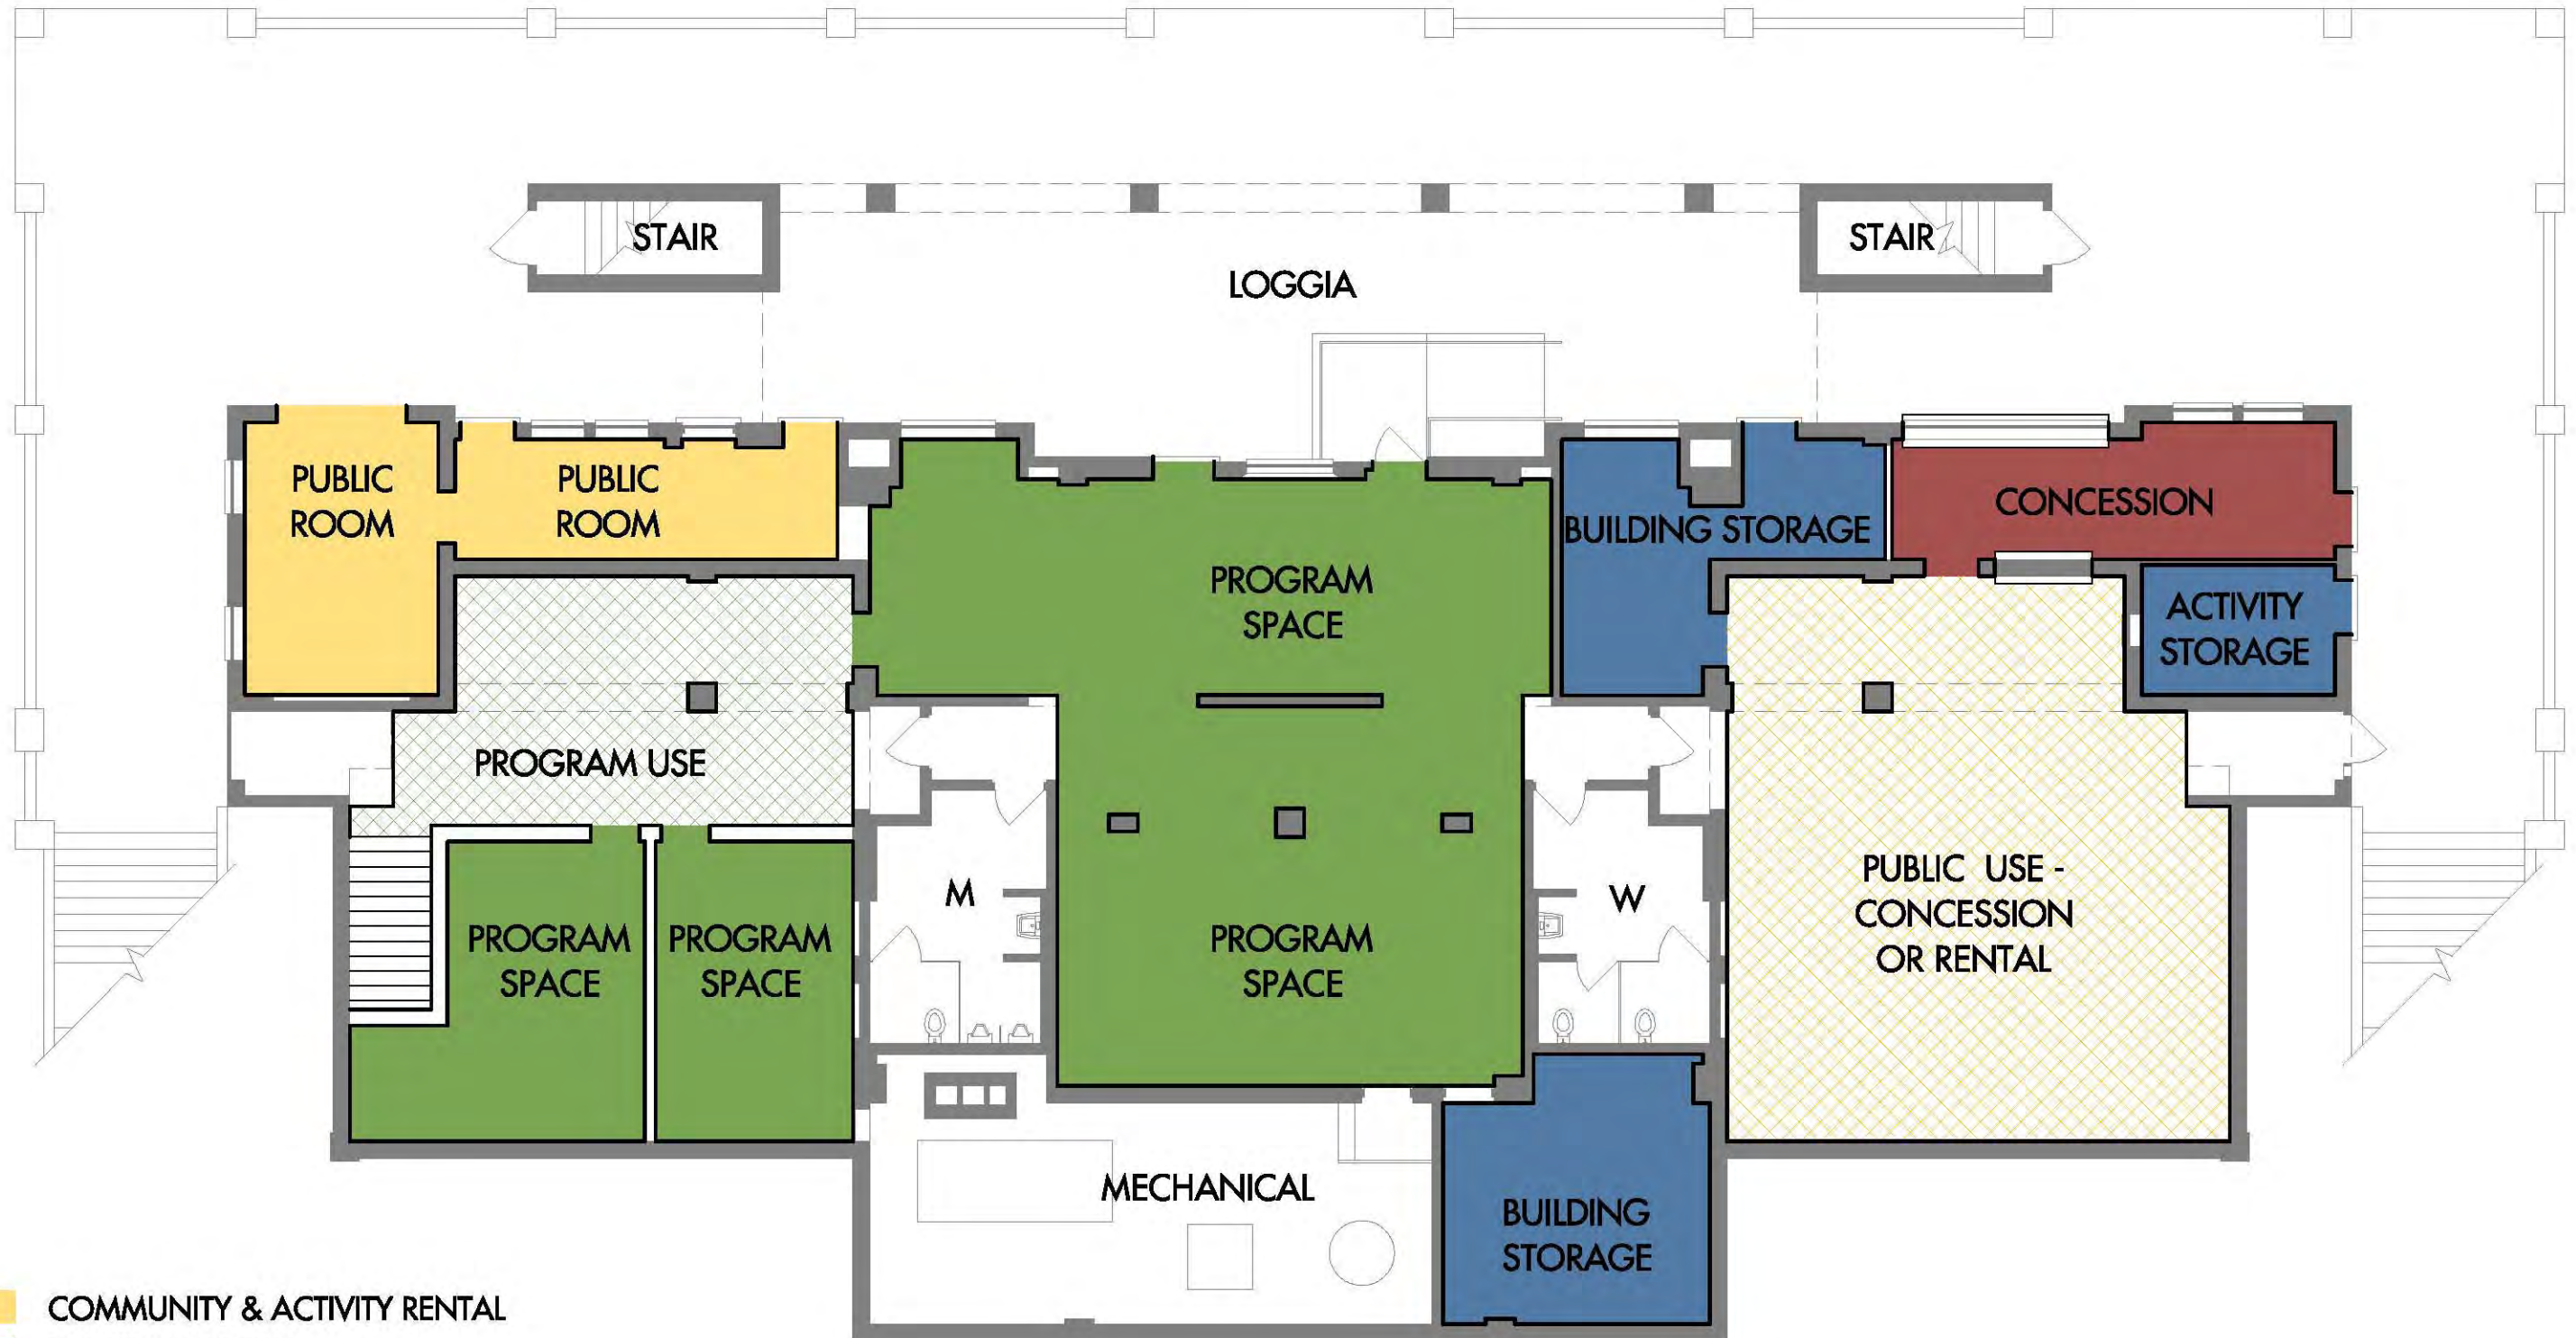 STAIR
STAIR
LOGGIA
PUBLIC
ROOM
PUBLIC
ROOM
BUILDING STORAGE
CONCESSION
PROGRAM
SPACE
ACTIVITY
STORAGE
PROGRAM USE
M
W
PUBLIC USE -
CONCESSION
OR RENTAL
PROGRAM
SPACE
PROGRAM
SPACE
PROGRAM
SPACE
MECHANICAL
BUILDING
STORAGE
COMMUNITY & ACTIVITY RENTAL